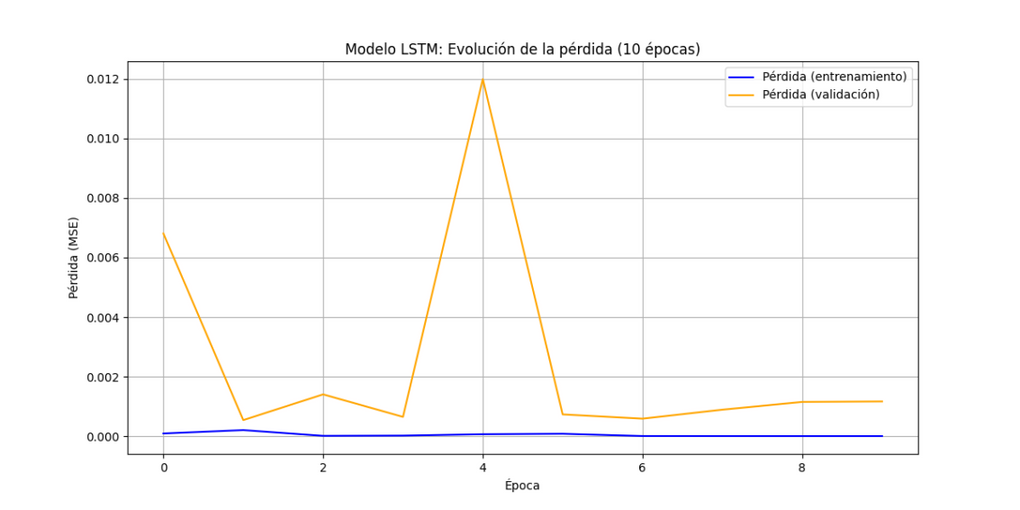 Modelo LSTM: Evolución de la pérdida (10 épocas)
Pérdida (entrenamiento)
Pérdida (validación)
0.012
0.010
0.008
0.006
0.004
0.002
0.000
Pérdida (MSE)
0 2 4 6 8
Época